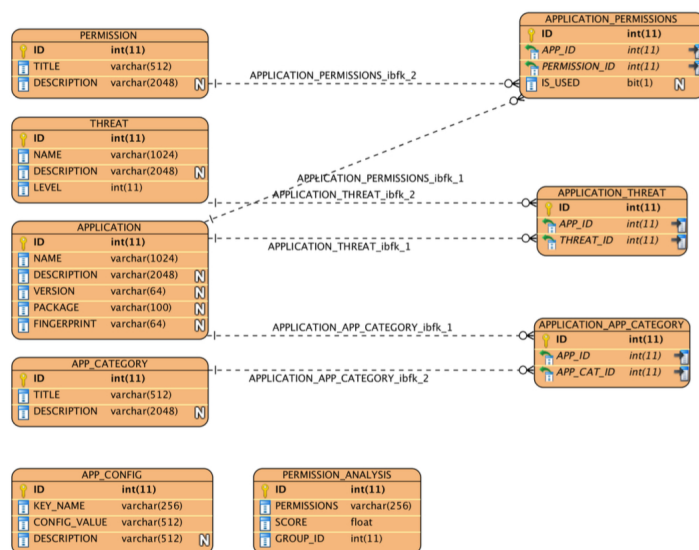 PERMISSION
ID int(11)
TITLE varchar(512)
DESCRIPTION varchar(2048) N
APPLICATION_PERMISSIONS_ibfk_2
APPLICATION_PERMISSIONS
ID int(11)
APP_ID int(11)
PERMISSION_ID int(11)
IS_USED bit(1) N
THREAT
ID int(11)
NAME varchar(1024)
DESCRIPTION varchar(2048) N
LEVEL int(11)
APPLICATION_PERMISSIONS_ibfk_1
APPLICATION_THREAT_ibfk_2
APPLICATION_THREAT
ID int(11)
APP_ID int(11)
THREAT_ID int(11)
APPLICATION
ID int(11)
NAME varchar(1024)
DESCRIPTION varchar(2048) N
VERSION varchar(64) N
PACKAGE varchar(100) N
FINGERPRINT varchar(64) N
APPLICATION_THREAT_ibfk_1
APPLICATION_APP_CATEGORY_ibfk_1
APPLICATION_APP_CATEGORY
ID int(11)
APP_ID int(11)
APP_CAT_ID int(11)
APP_CATEGORY
ID int(11)
TITLE varchar(512)
DESCRIPTION varchar(2048) N
APPLICATION_APP_CATEGORY_ibfk_2
APP_CONFIG
ID int(11)
KEY_NAME varchar(256)
CONFIG_VALUE varchar(512)
DESCRIPTION varchar(512) N
PERMISSION_ANALYSIS
ID int(11)
PERMISSIONS varchar(256)
SCORE float
GROUP_ID int(11)